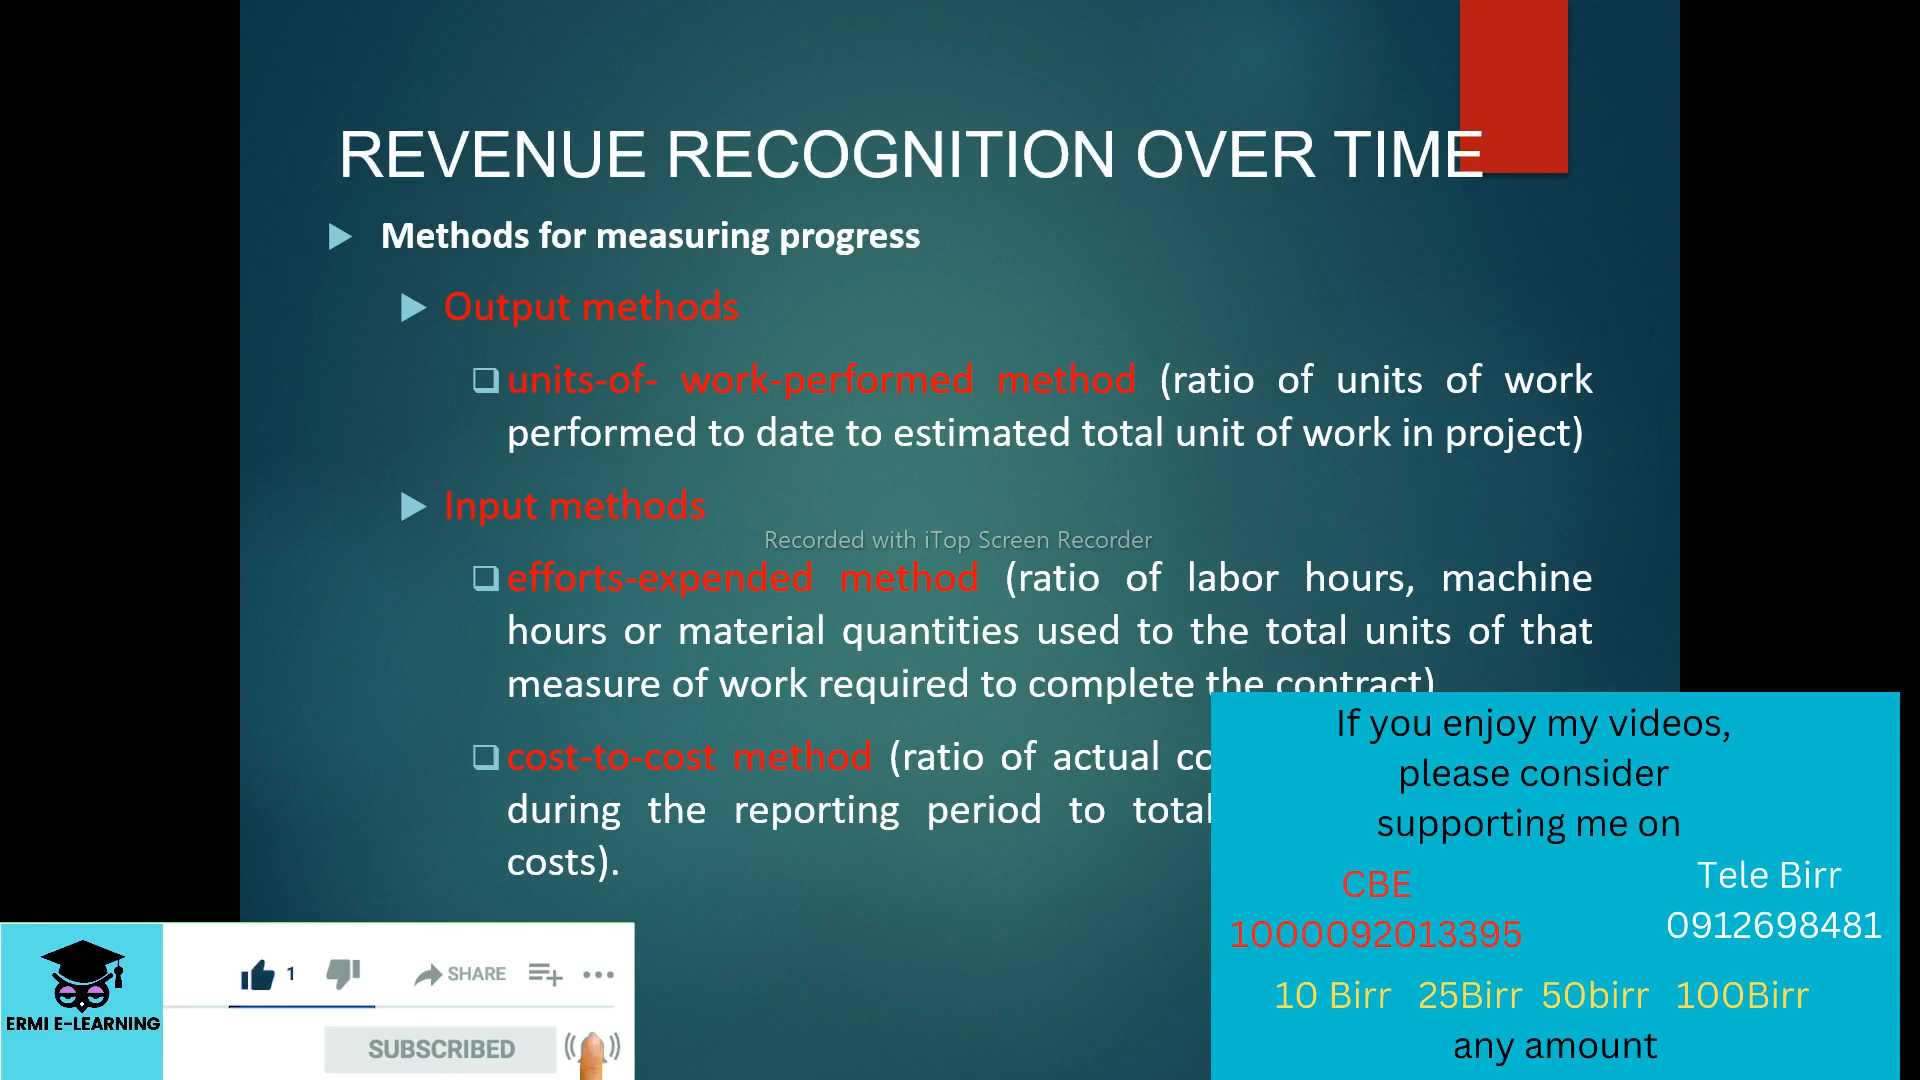 REVENUE RECOGNITION OVER TIME
Methods for measuring progress
Output methods
units-of- work-performed method (ratio of units of work
performed to date to estimated total unit of work in project)
Input methods
Recorded with iTop Screen Recorder
efforts-expended method (ratio of labor hours, machine
hours or material quantities used to the total units of that
measure of work required to complete the contract)
cost-to-cost method (ratio of actual
during the reporting period to total
costs).
If you enjoy my videos,
please consider
supporting me on
CBE
1000092013395
Tele Birr
0912698481
10 Birr 25Birr 50birr 100Birr
any amount
ERMI E-LEARNING
1
SHARE
SUBSCRIBED